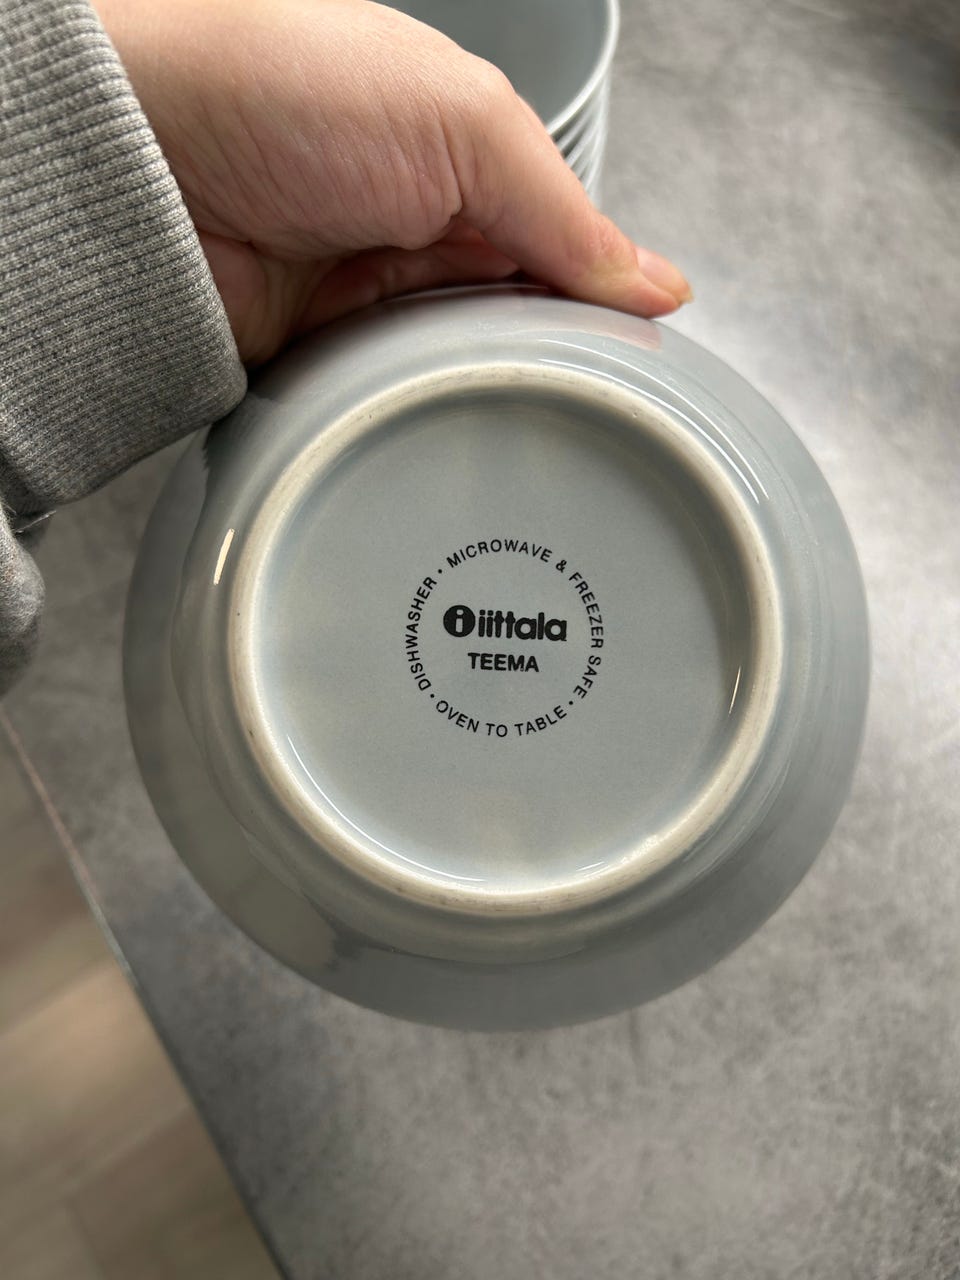 DISHWASHER • MICROWAVE & FREEZER SAFE • OVEN TO TABLE •
i iittala
TEEMA